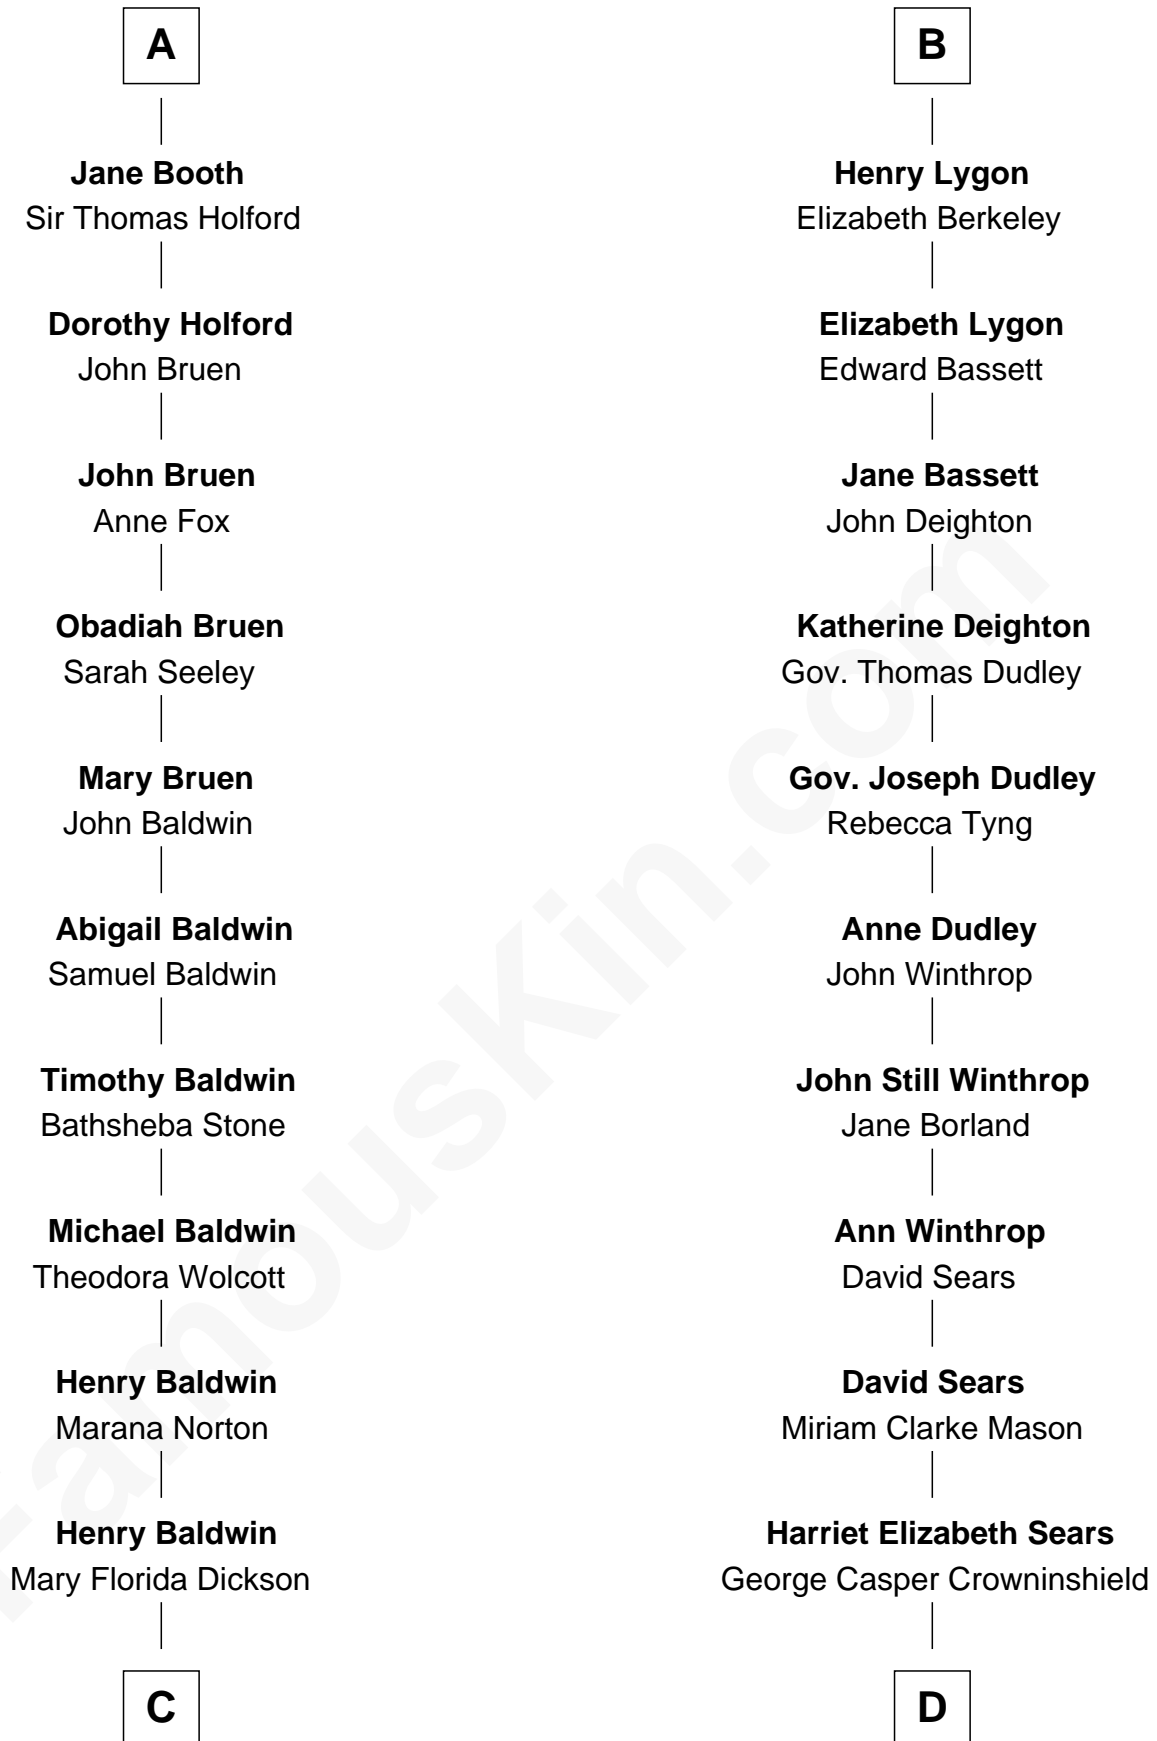 A
Jane Booth
Sir Thomas Holford
Dorothy Holford
John Bruen
John Bruen
Anne Fox
Obadiah Bruen
Sarah Seeley
Mary Bruen
John Baldwin
Abigail Baldwin
Samuel Baldwin
Timothy Baldwin
Bathsheba Stone
Michael Baldwin
Theodora Wolcott
Henry Baldwin
Marana Norton
Henry Baldwin
Mary Florida Dickson
C
B
Henry Lygon
Elizabeth Berkeley
Elizabeth Lygon
Edward Bassett
Jane Bassett
John Deighton
Katherine Deighton
Gov. Thomas Dudley
Gov. Joseph Dudley
Rebecca Tyng
Anne Dudley
John Winthrop
John Still Winthrop
Jane Borland
Ann Winthrop
David Sears
David Sears
Miriam Clarke Mason
Harriet Elizabeth Sears
George Casper Crowninshield
D
FamousKin.com